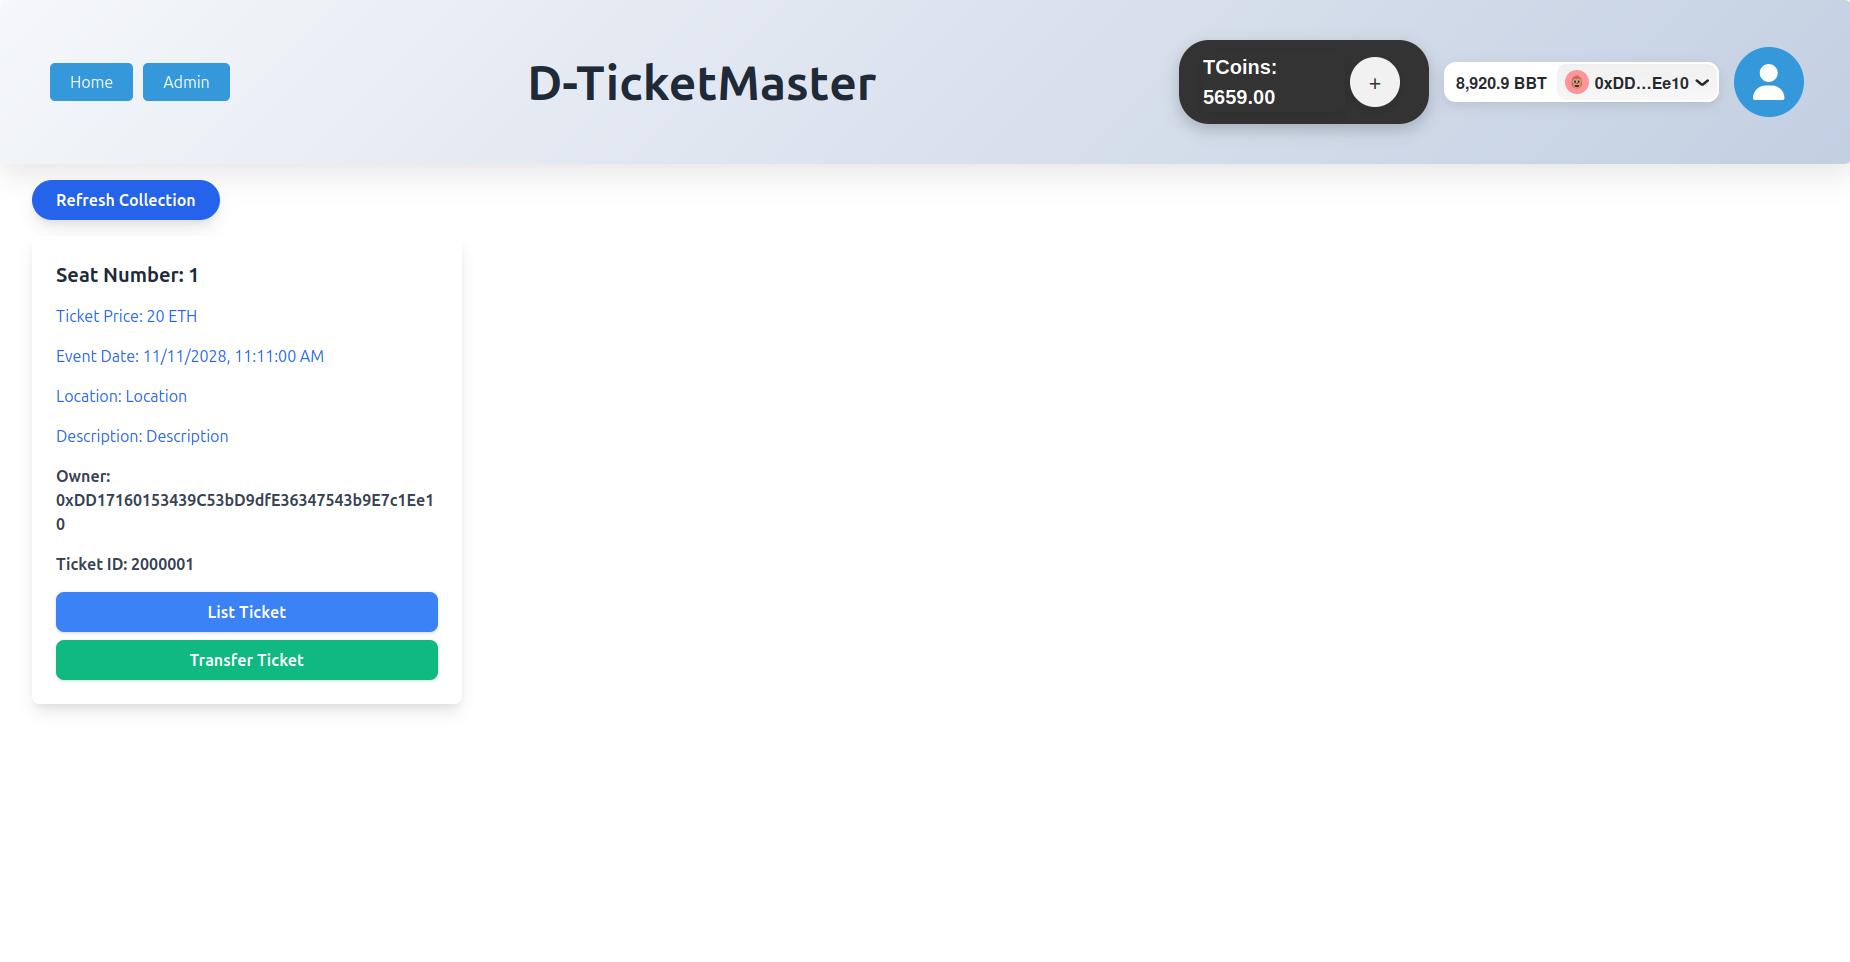 Home
Admin
D-TicketMaster
TCoins:
5659.00
+
8,920.9 BBT
0xDD...Ee10
Refresh Collection
Seat Number: 1
Ticket Price: 20 ETH
Event Date: 11/11/2028, 11:11:00 AM
Location: Location
Description: Description
Owner:
0xDD17160153439C53bD9dfE36347543b9E7c1Ee1
0
Ticket ID: 2000001
List Ticket
Transfer Ticket